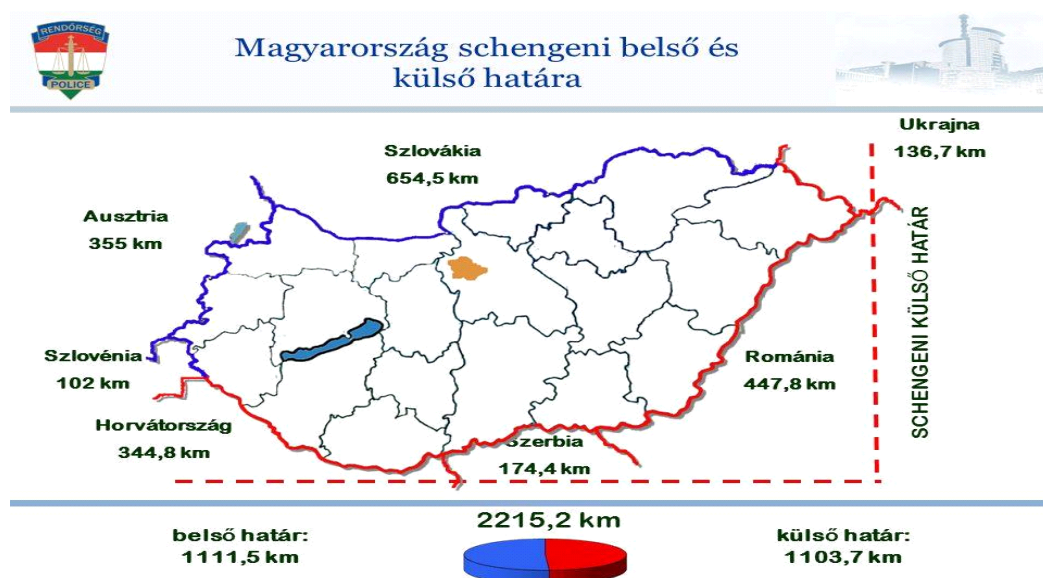 RENDŐRSÉG
POLICE
Magyarország schengeni belső és
külső határa
Ukrajna
136,7 km
Szlovákia
654,5 km
Ausztria
355 km
SCHENGENI KÜLSŐ HATÁR
Szlovénia
102 km
Románia
447,8 km
Horvátország
344,8 km
Szerbia
174,4 km
belső határ:
1111,5 km
2215,2 km
külső határ:
1103,7 km